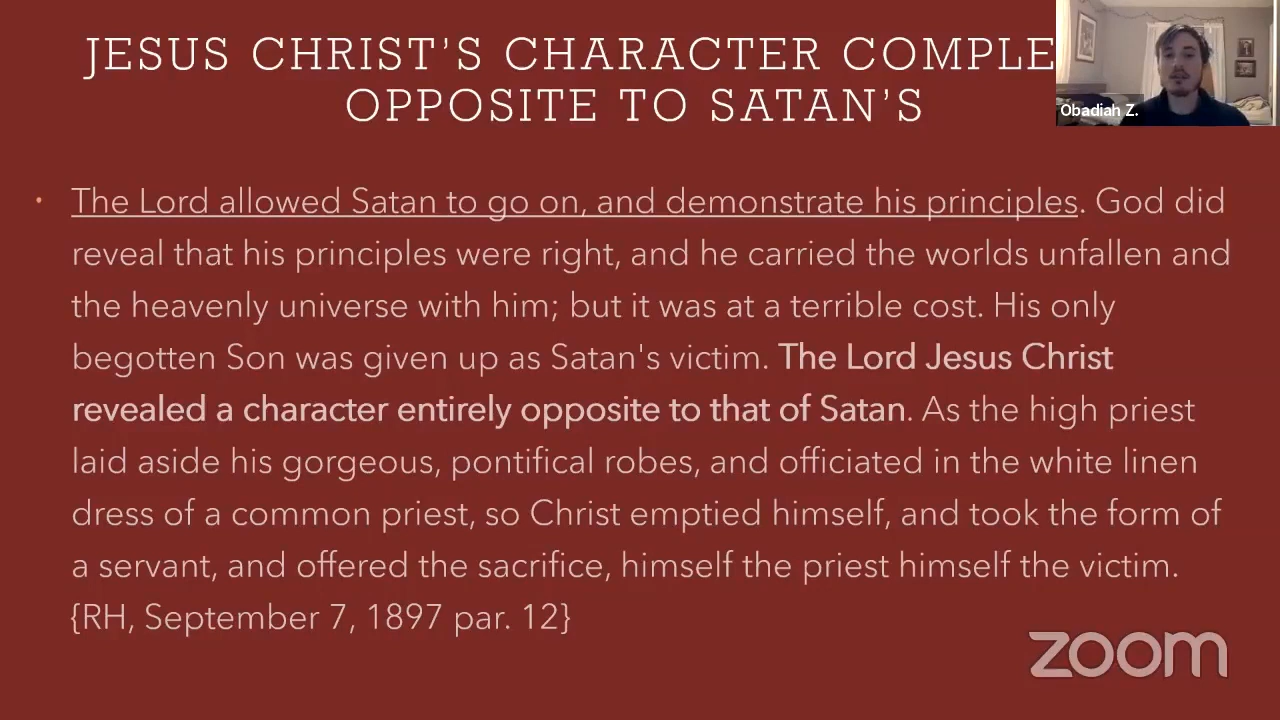 JESUS CHRIST'S CHARACTER COMPLE
OPPOSITE TO SATAN'S
Obadiah Z.
• The Lord allowed Satan to go on, and demonstrate his principles. God did
reveal that his principles were right, and he carried the worlds unfallen and
the heavenly universe with him; but it was at a terrible cost. His only
begotten Son was given up as Satan's victim. The Lord Jesus Christ
revealed a character entirely opposite to that of Satan. As the high priest
laid aside his gorgeous, pontifical robes, and officiated in the white linen
dress of a common priest, so Christ emptied himself, and took the form of
a servant, and offered the sacrifice, himself the priest himself the victim.
{RH, September 7, 1897 par. 12}
zoom